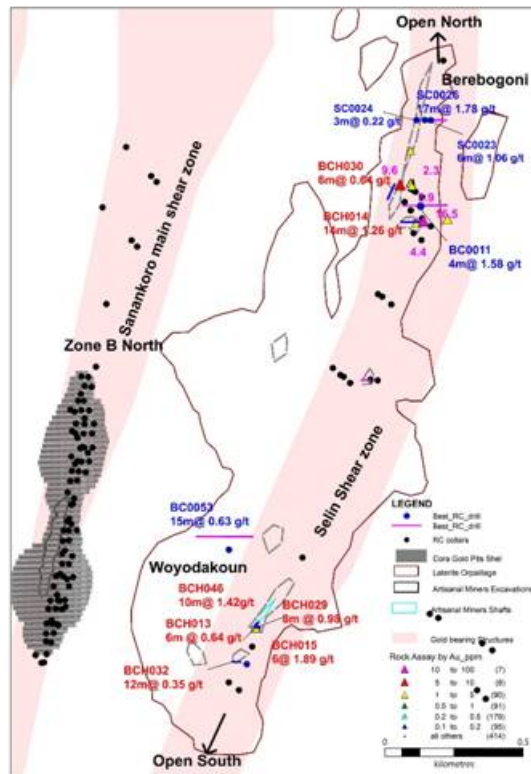 Open North
Berebogoni
SC0026
17m@ 1.78 g/t
SC0024
3m@ 0.22 g/t
SC0023
6m@ 1.06 g/t
BCH030
6m@ 0.64 g/t
9.6
2.3
BCH014
14m@ 1.26 g/t
4.4
BC0011
4m@ 1.58 g/t
Sanankoro main shear zone
Zone B North
Selin Shear zone
BC0053
15m@ 0.63 g/t
Woyodakoun
BCH046
10m@ 1.42g/t
BCH029
8m@ 0.98 g/t
BCH013
6m@ 0.64 g/t
BCH015
6@ 1.89 g/t
BCH032
12m@ 0.35 g/t
Open South
LEGEND
Best_RC_drill
Best_RC_drill
RC collars
Cora Gold Pits Shel
Laterite Orpaillage
Artisanal Miners Excavations
Artisanal Miners Shafts
Gold bearing Structures
Rock Assay by Au_ppm
10 to 100 (7)
5 to 10 (8)
1 to 5 (90)
0.5 to 1 (91)
0.2 to 0.5 (179)
0.1 to 0.2 (95)
all others (414)
0 0.5
kilometres